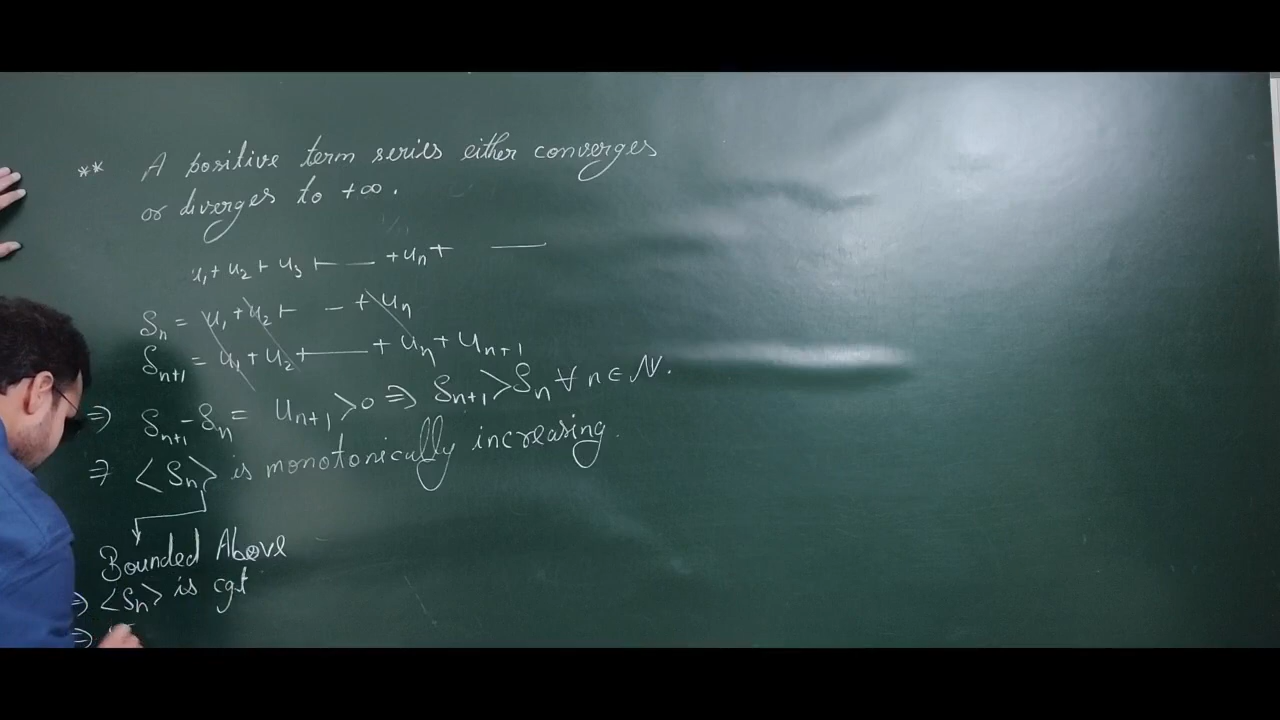 ** A positive term series either converges
or diverges to +∞.
u₁ + u₂ + u₃ + —— + uₙ + ——
Sₙ = u₁ + u₂ + — + uₙ
Sₙ₊₁ = u₁ + u₂ + —— + uₙ + uₙ₊₁
⇒ Sₙ₊₁ - Sₙ = uₙ₊₁ > 0 ⇒ Sₙ₊₁ > Sₙ ∀ n ∈ N.
⇒ <Sₙ> is monotonically increasing.
Bounded Above
⇒ <Sₙ> is cgt
⇒